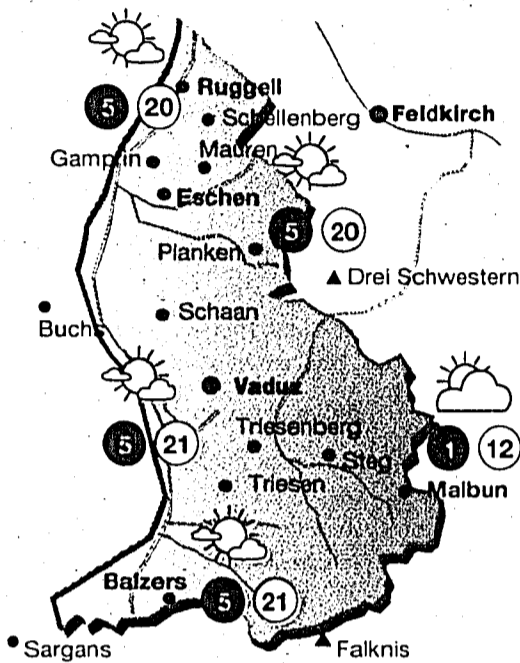 Ruggell
5 20
Schellenberg
Feldkirch
Mauren
Gamprin
Eschen
5 20
Planken
Drei Schwestern
Schaan
Buchs
Vaduz
5 21
Triesenberg
1 12
Steg
Triesen
Malbun
Balzers
5 21
Sargans
Falknis